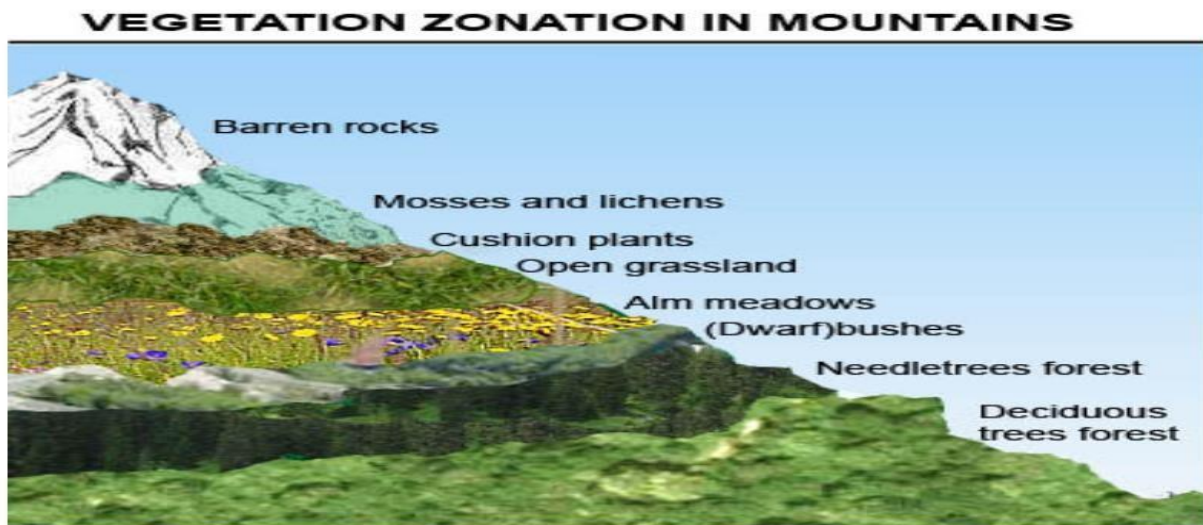 VEGETATION ZONATION IN MOUNTAINS
Barren rocks
Mosses and lichens
Cushion plants
Open grassland
Alm meadows
(Dwarf)bushes
Needletrees forest
Deciduous
trees forest